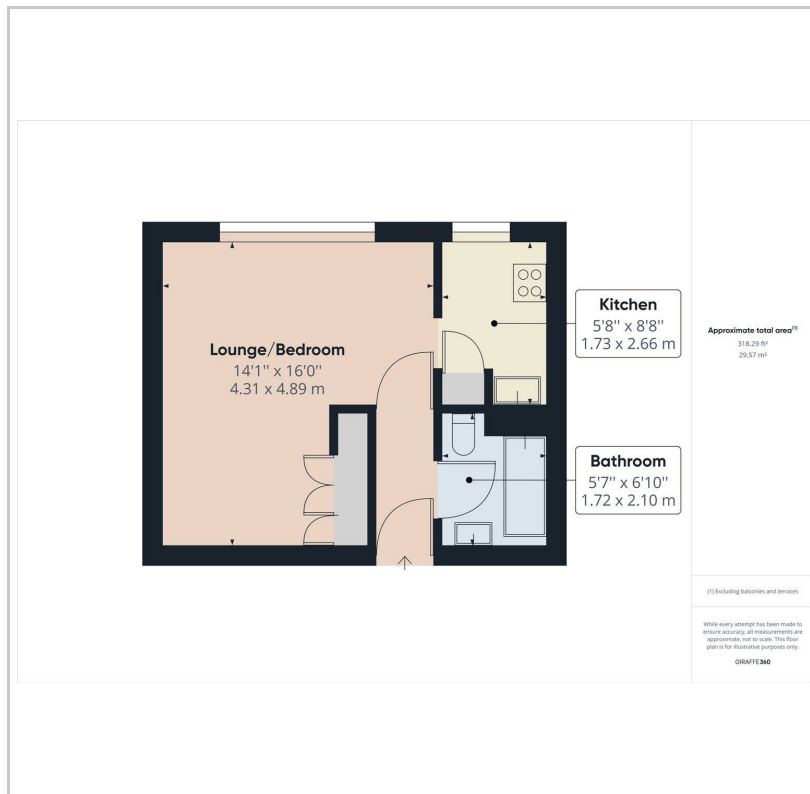 Lounge/Bedroom
14'1" x 16'0"
4.31 x 4.89 m
Kitchen
5'8" x 8'8"
1.73 x 2.66 m
Bathroom
5'7" x 6'10"
1.72 x 2.10 m
Approximate total area(1)
318.29 ft²
29.57 m²
(1) Excluding balconies and terraces
While every attempt has been made to
ensure accuracy, all measurements are
approximate, not to scale. This floor
plan is for illustrative purposes only.
GIRAFFE360